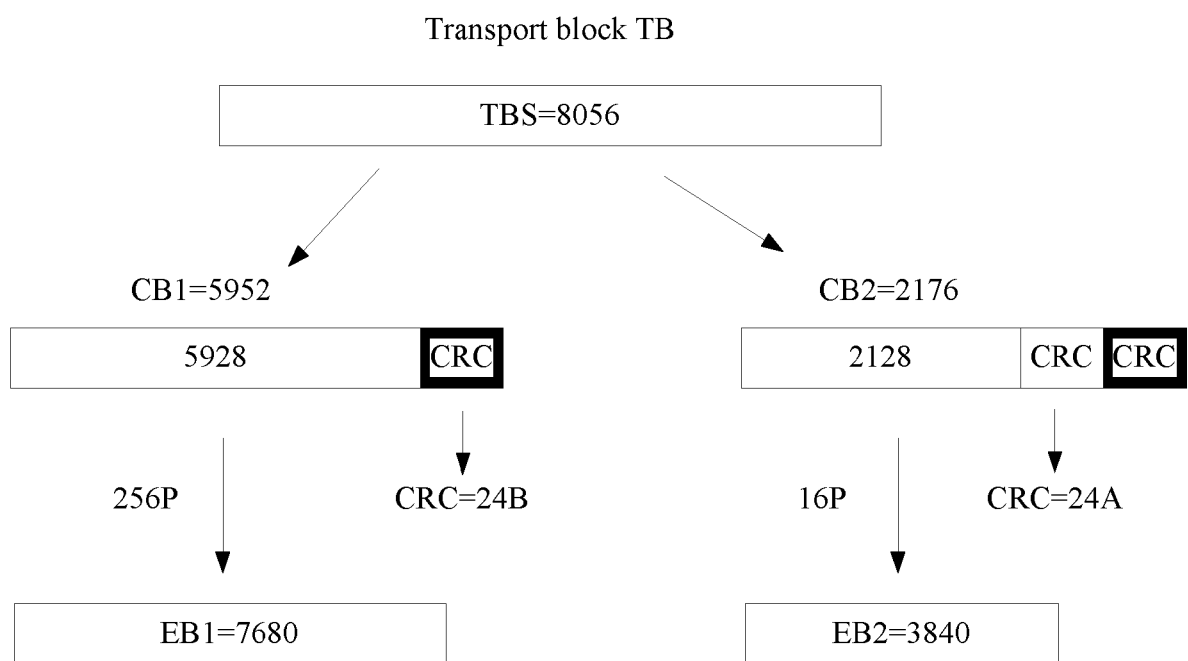 Transport block TB
TBS=8056
CB1=5952
CB2=2176
5928 CRC
2128 CRC CRC
256P
CRC=24B
16P
CRC=24A
EB1=7680
EB2=3840